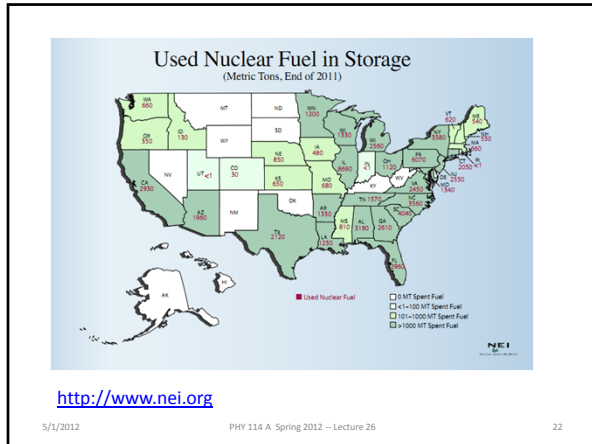 Used Nuclear Fuel in Storage
(Metric Tons, End of 2011)
WA
660
MT
ND
MN
1200
VT
620
ME
540
OR
350
ID
130
WY
SD
WI
1330
MI
2560
NY
3580
NH
350
MA
660
NE
850
IA
480
IL
8690
IN
<1
OH
1120
PA
6070
CT
2050
RI
<1
NJ
2550
DE
MD
1340
NV
UT
<1
CO
30
KS
650
MO
680
KY
WV
VA
2450
CA
2930
AZ
1960
NM
OK
AR
1330
TN 1570
NC
3560
SC
4040
TX
2120
LA
1250
MS
810
AL
3190
GA
2610
FL
2960
AK
HI
Used Nuclear Fuel
0 MT Spent Fuel
<1–100 MT Spent Fuel
101–1000 MT Spent Fuel
>1000 MT Spent Fuel
NEI
http://www.nei.org
5/1/2012
PHY 114 A Spring 2012 -- Lecture 26
22